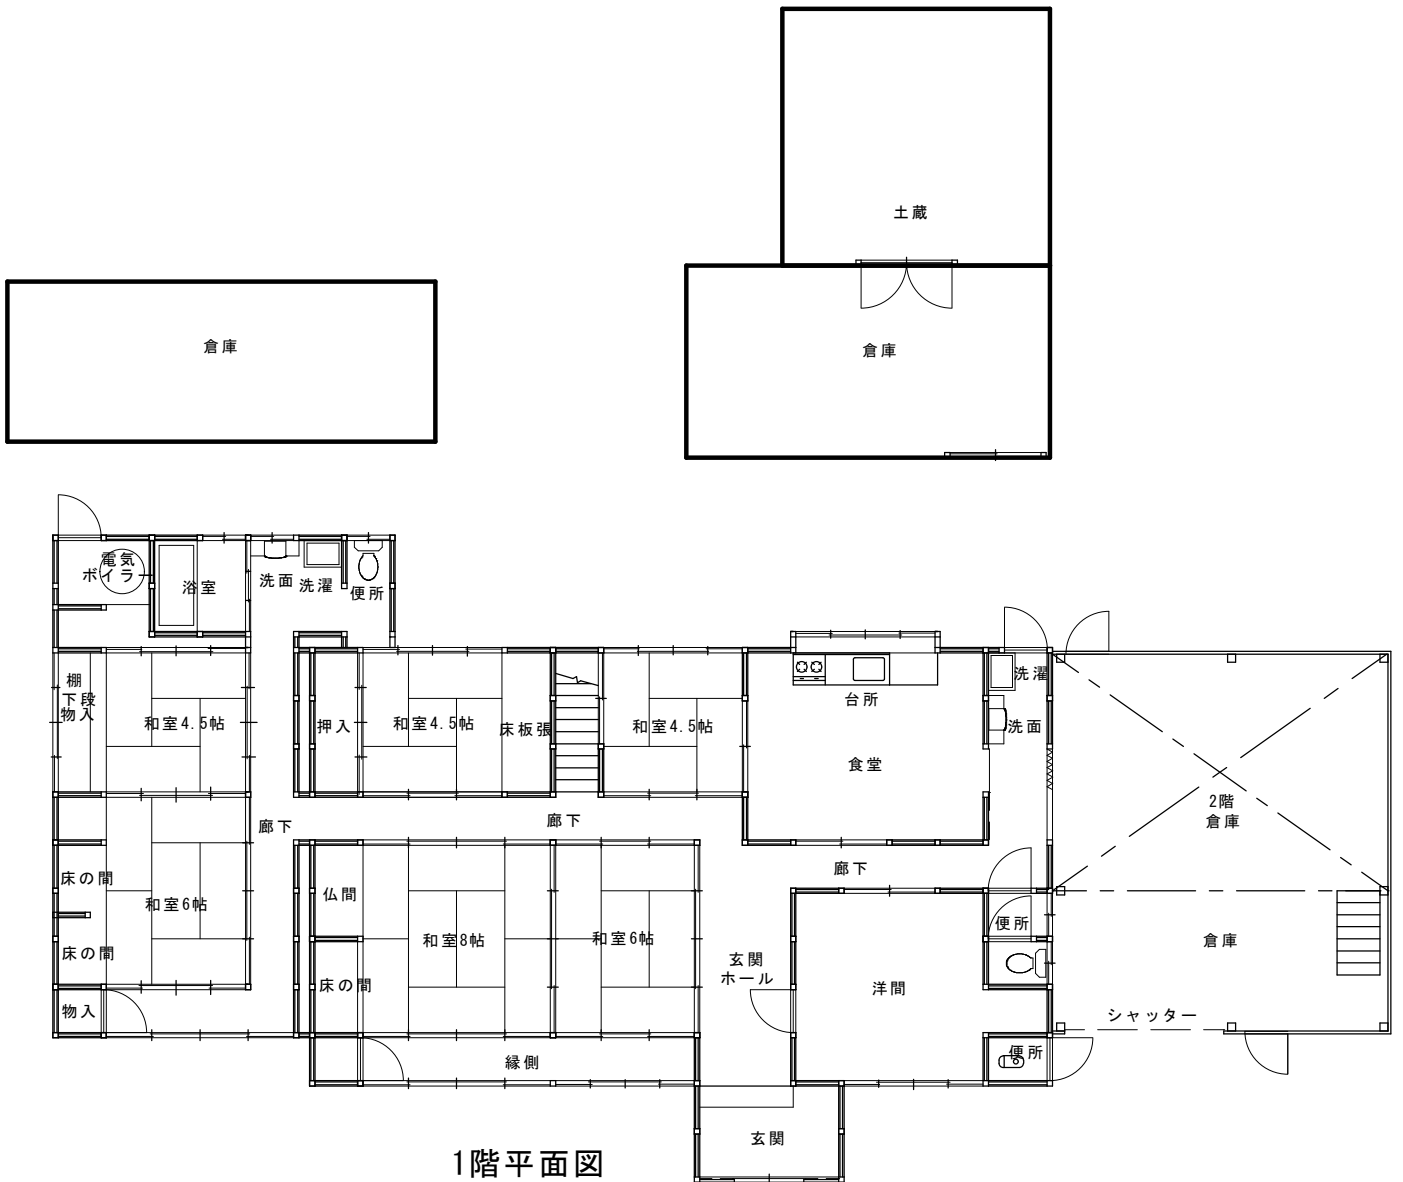 土蔵
倉庫
倉庫
電気
ボイラー
浴室
洗面
洗濯
便所
棚
下段
物入
和室4.5帖
押入
和室4.5帖
床板張
和室4.5帖
台所
食堂
洗濯
洗面
2階
倉庫
廊下
廊下
廊下
床の間
和室6帖
床の間
物入
仏間
床の間
和室8帖
和室6帖
玄関
ホール
洋間
便所
倉庫
シャッター
便所
縁側
玄関
1階平面図